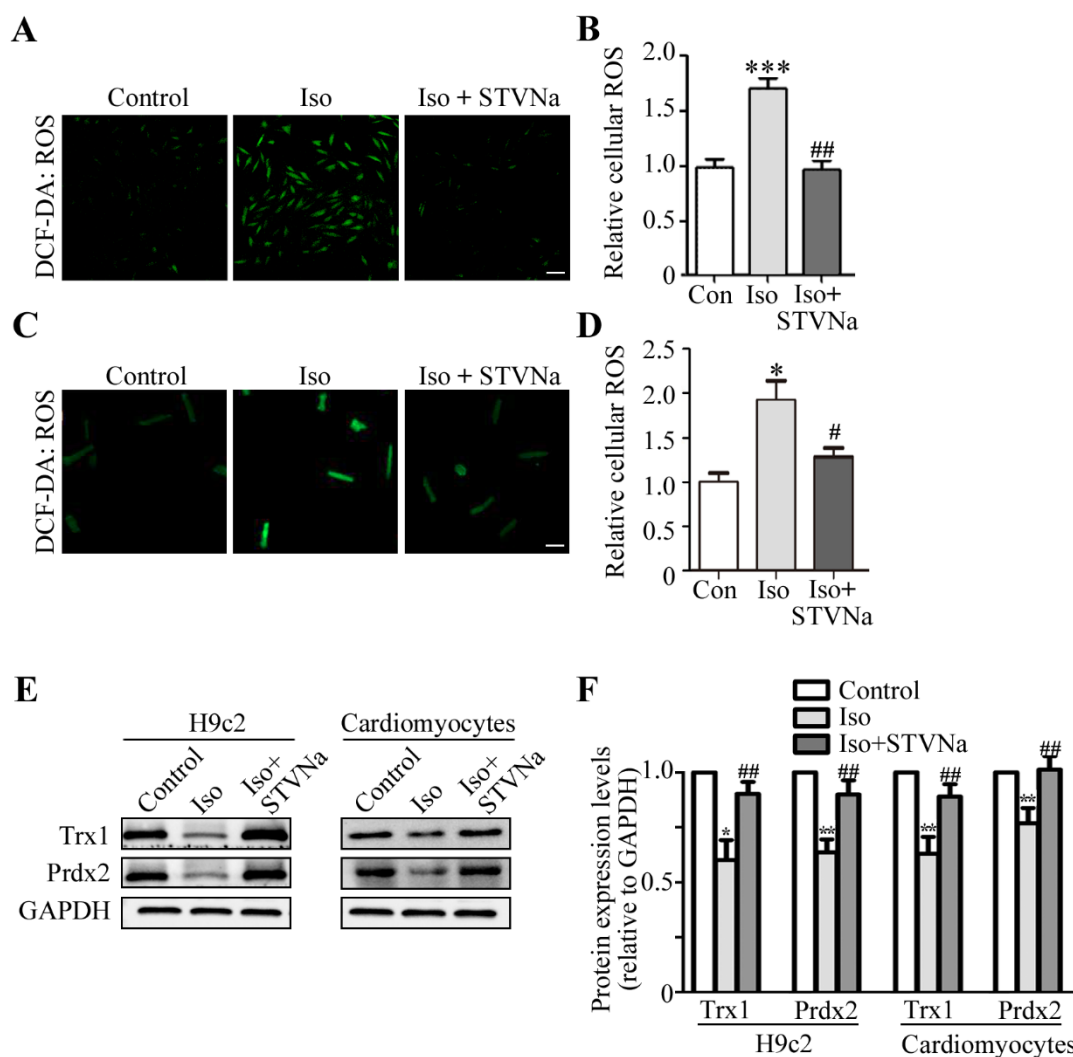 A
Control
Iso
Iso + STVNa
DCF-DA: ROS
B
Relative cellular ROS
2.0
1.5
1.0
0.5
0
***
##
Con
Iso
Iso+
STVNa
C
Control
Iso
Iso + STVNa
DCF-DA: ROS
D
Relative cellular ROS
2.5
2.0
1.5
1.0
0.5
0
*
#
Con
Iso
Iso+
STVNa
E
H9c2
Cardiomyocytes
Control
Iso
Iso+
STVNa
Control
Iso
Iso+
STVNa
Trx1
Prdx2
GAPDH
F
Control
Iso
Iso+STVNa
Protein expression levels
(relative to GAPDH)
1.0
0.5
0
*
##
**
##
**
##
**
##
Trx1
Prdx2
Trx1
Prdx2
H9c2
Cardiomyocytes